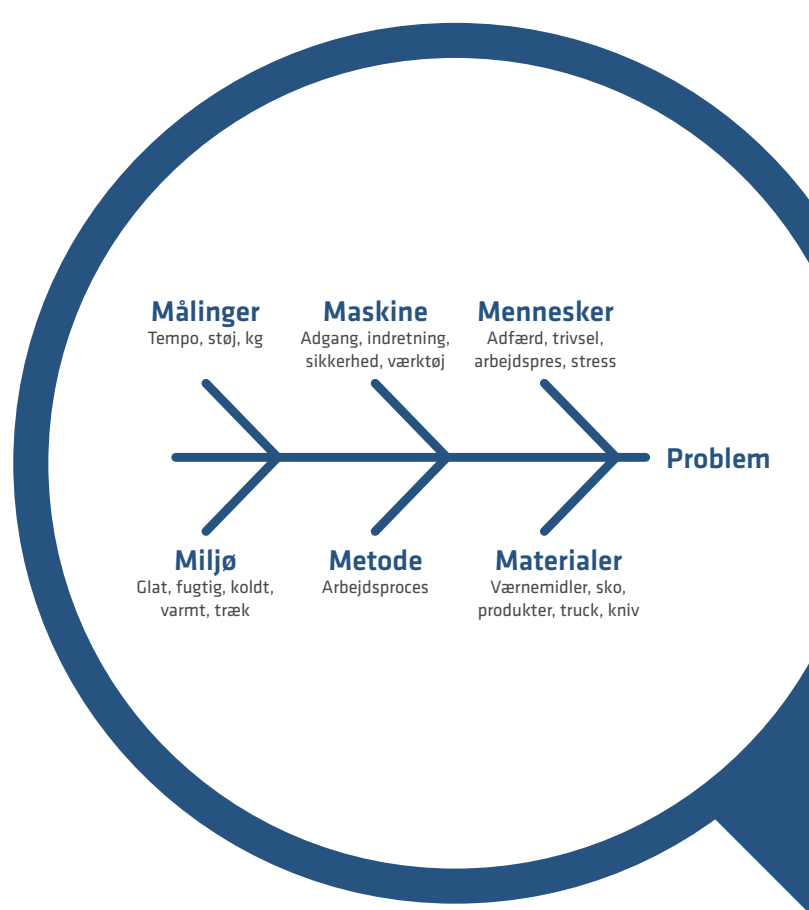 Målinger
Tempo, støj, kg
Maskine
Adgang, indretning,
sikkerhed, værktøj
Mennesker
Adfærd, trivsel,
arbejdspres, stress
Problem
Miljø
Glat, fugtig, koldt,
varmt, træk
Metode
Arbejdsproces
Materialer
Værnemidler, sko,
produkter, truck, kniv